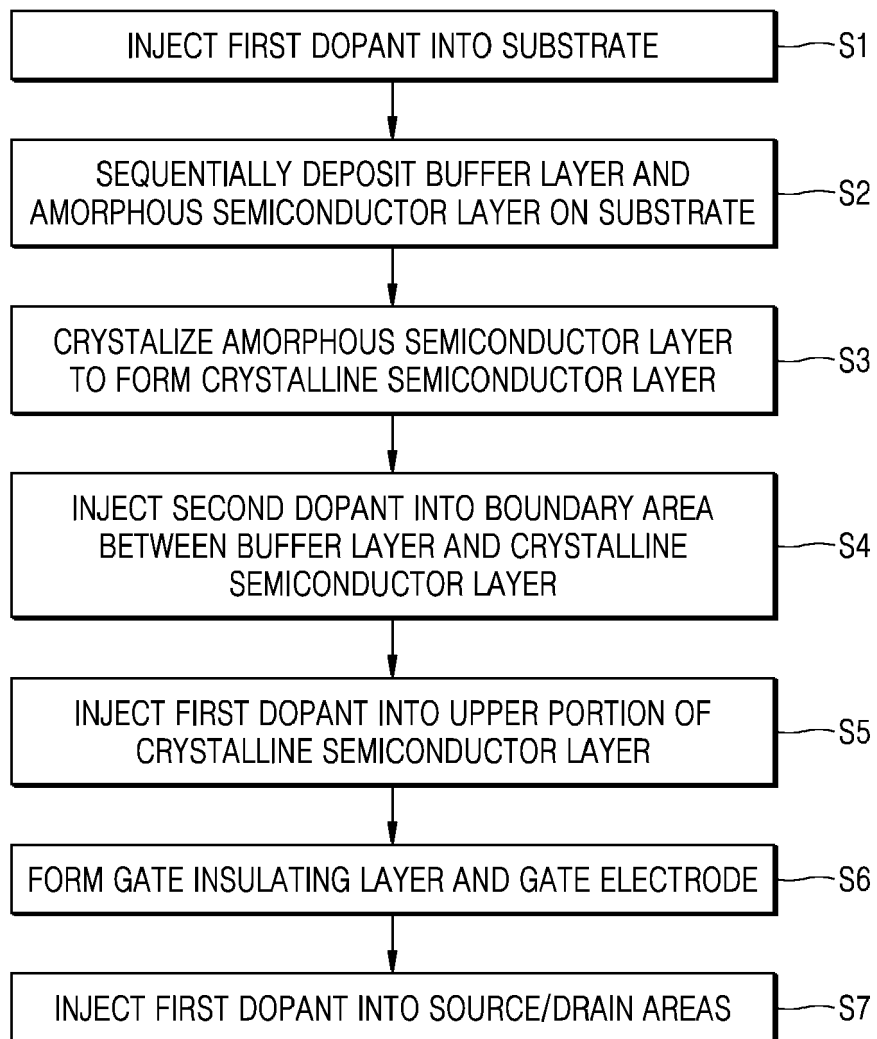 INJECT FIRST DOPANT INTO SUBSTRATE
S1
SEQUENTIALLY DEPOSIT BUFFER LAYER AND
AMORPHOUS SEMICONDUCTOR LAYER ON SUBSTRATE
S2
CRYSTALIZE AMORPHOUS SEMICONDUCTOR LAYER
TO FORM CRYSTALLINE SEMICONDUCTOR LAYER
S3
INJECT SECOND DOPANT INTO BOUNDARY AREA
BETWEEN BUFFER LAYER AND CRYSTALLINE
SEMICONDUCTOR LAYER
S4
INJECT FIRST DOPANT INTO UPPER PORTION OF
CRYSTALLINE SEMICONDUCTOR LAYER
S5
FORM GATE INSULATING LAYER AND GATE ELECTRODE
S6
INJECT FIRST DOPANT INTO SOURCE/DRAIN AREAS
S7